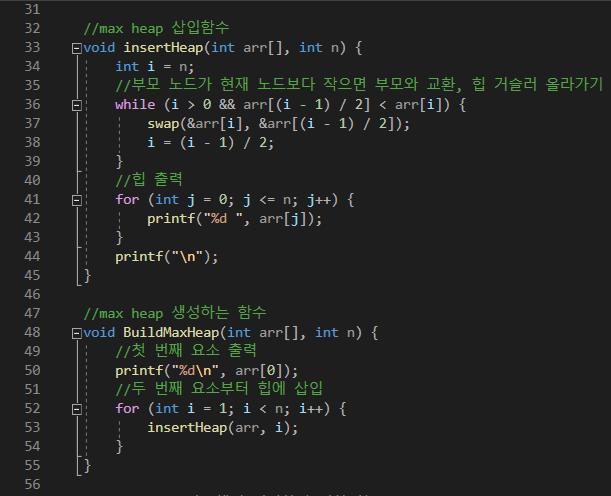 31
32 //max heap 삽입함수
33 void insertHeap(int arr[], int n) {
34 int i = n;
35 //부모 노드가 현재 노드보다 작으면 부모와 교환, 힙 거슬러 올라가기
36 while (i > 0 && arr[(i - 1) / 2] < arr[i]) {
37 swap(&arr[i], &arr[(i - 1) / 2]);
38 i = (i - 1) / 2;
39 }
40 //힙 출력
41 for (int j = 0; j <= n; j++) {
42 printf("%d ", arr[j]);
43 }
44 printf("\n");
45 }
46
47 //max heap 생성하는 함수
48 void BuildMaxHeap(int arr[], int n) {
49 //첫 번째 요소 출력
50 printf("%d\n", arr[0]);
51 //두 번째 요소부터 힙에 삽입
52 for (int i = 1; i < n; i++) {
53 insertHeap(arr, i);
54 }
55 }
56